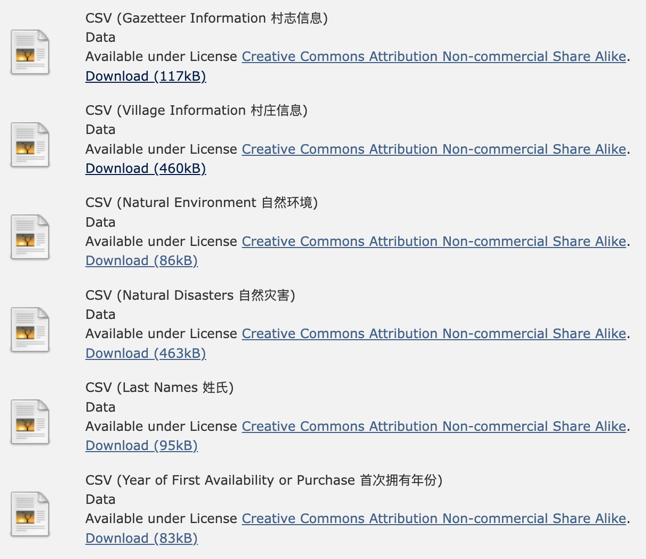 CSV (Gazetteer Information 村志信息)
Data
Available under License Creative Commons Attribution Non-commercial Share Alike.
Download (117kB)
CSV (Village Information 村庄信息)
Data
Available under License Creative Commons Attribution Non-commercial Share Alike.
Download (460kB)
CSV (Natural Environment 自然环境)
Data
Available under License Creative Commons Attribution Non-commercial Share Alike.
Download (86kB)
CSV (Natural Disasters 自然灾害)
Data
Available under License Creative Commons Attribution Non-commercial Share Alike.
Download (463kB)
CSV (Last Names 姓氏)
Data
Available under License Creative Commons Attribution Non-commercial Share Alike.
Download (95kB)
CSV (Year of First Availability or Purchase 首次拥有年份)
Data
Available under License Creative Commons Attribution Non-commercial Share Alike.
Download (83kB)